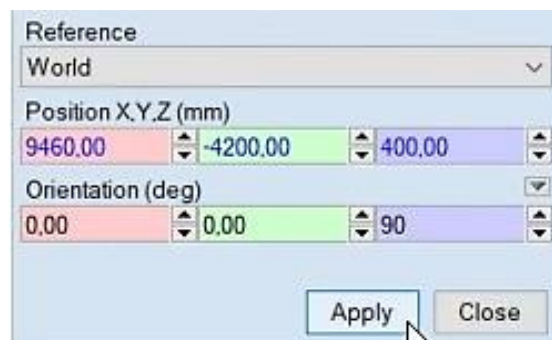 Reference
World
Position X,Y,Z (mm)
9460,00 -4200,00 400,00
Orientation (deg)
0,00 0,00 90
Apply Close